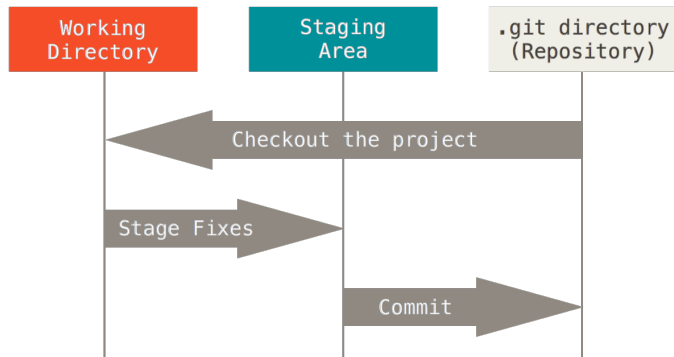 Working
Directory
Staging
Area
.git directory
(Repository)
Checkout the project
Stage Fixes
Commit